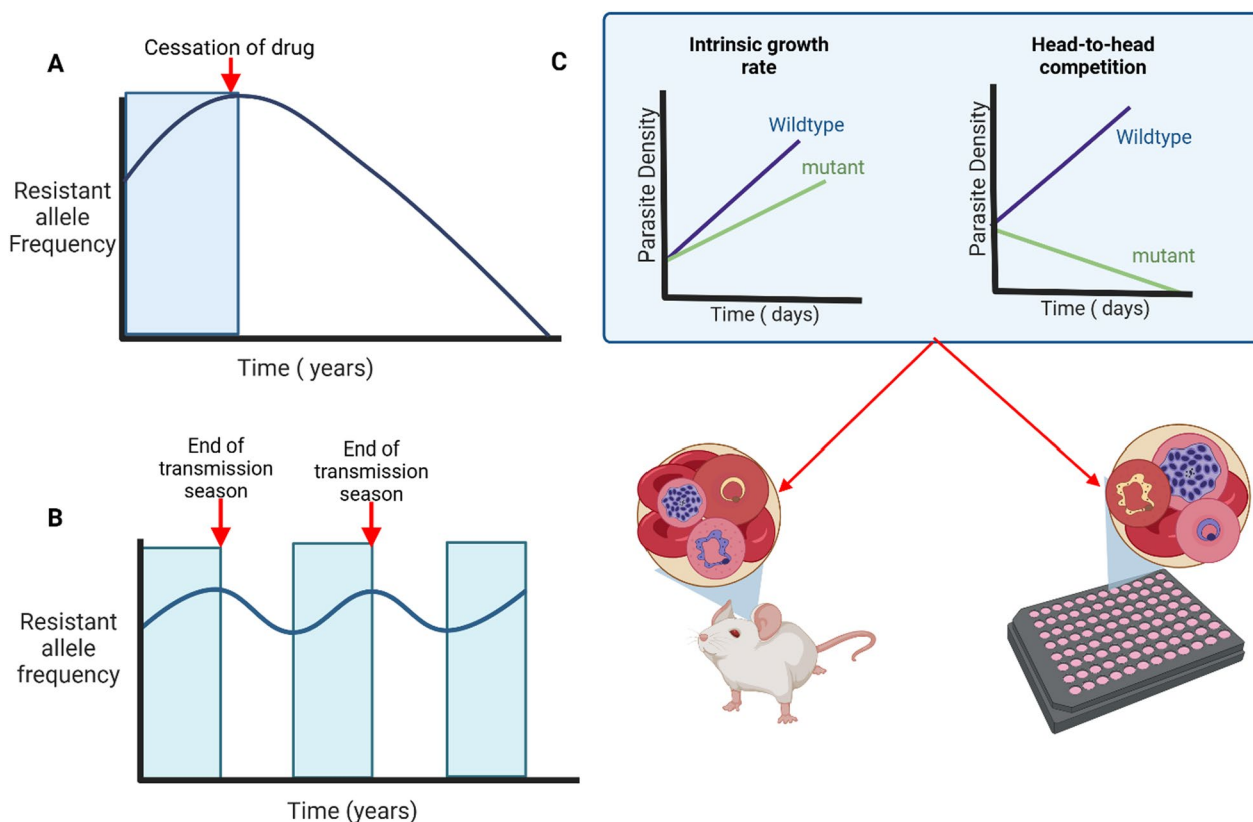 A
Cessation of drug
Resistant
allele
Frequency
Time ( years)
B
End of
transmission
season
End of
transmission
season
Resistant
allele
frequency
Time (years)
C
Intrinsic growth
rate
Parasite Density
Wildtype
mutant
Time ( days)
Head-to-head
competition
Parasite Density
Wildtype
mutant
Time ( days)